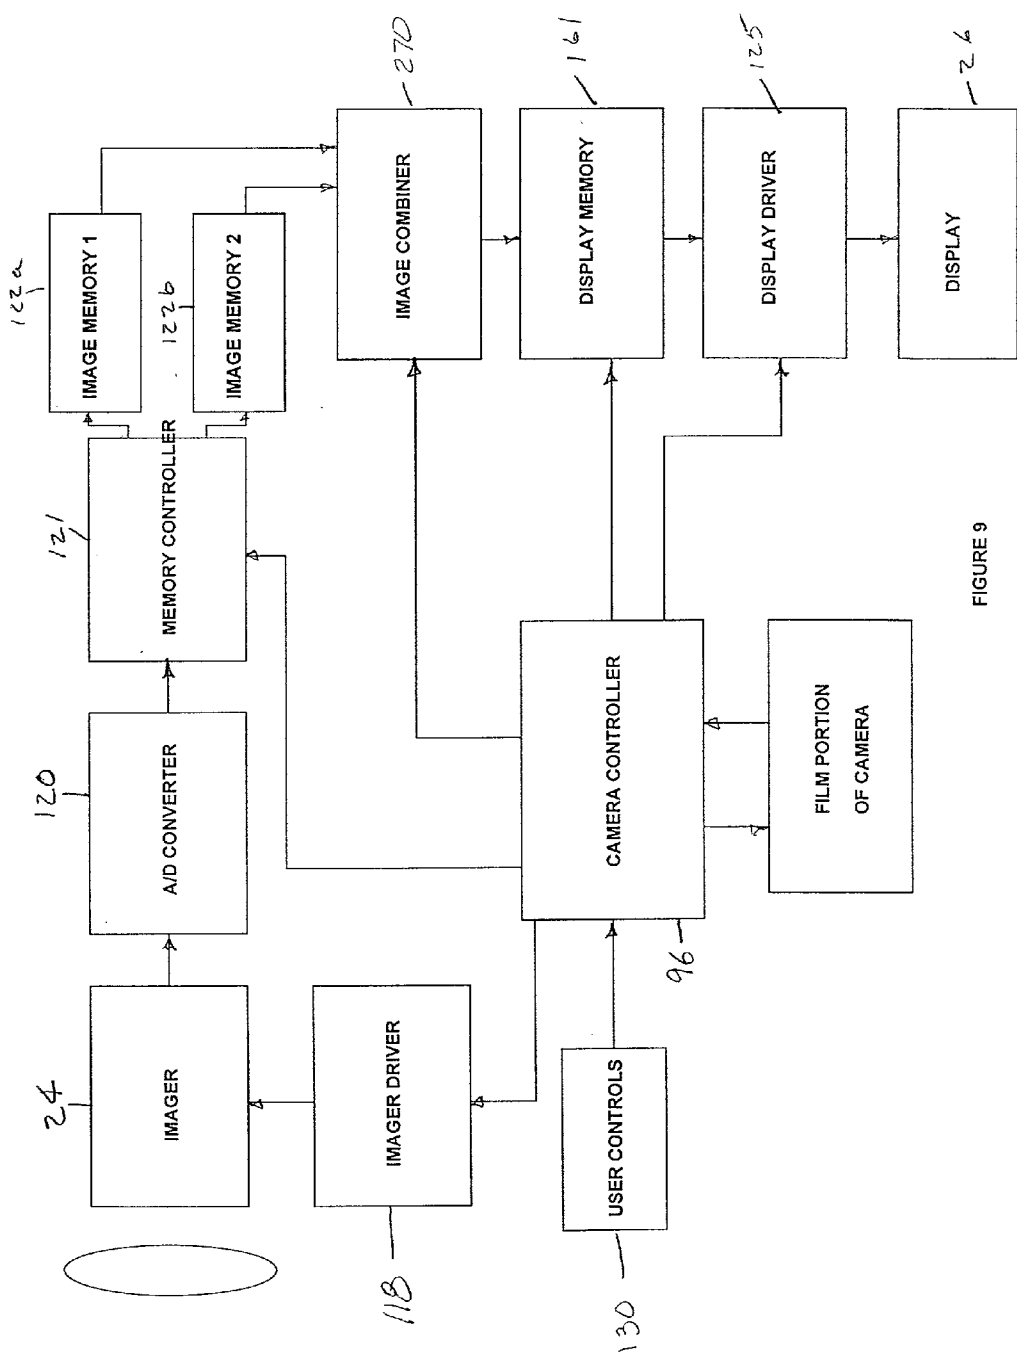 24
IMAGER
120
A/D CONVERTER
121
MEMORY CONTROLLER
122a
IMAGE MEMORY 1
122b
IMAGE MEMORY 2
118
IMAGER DRIVER
270
IMAGE COMBINER
130
USER CONTROLS
96
CAMERA CONTROLLER
161
DISPLAY MEMORY
125
DISPLAY DRIVER
FILM PORTION
OF CAMERA
26
DISPLAY
FIGURE 9